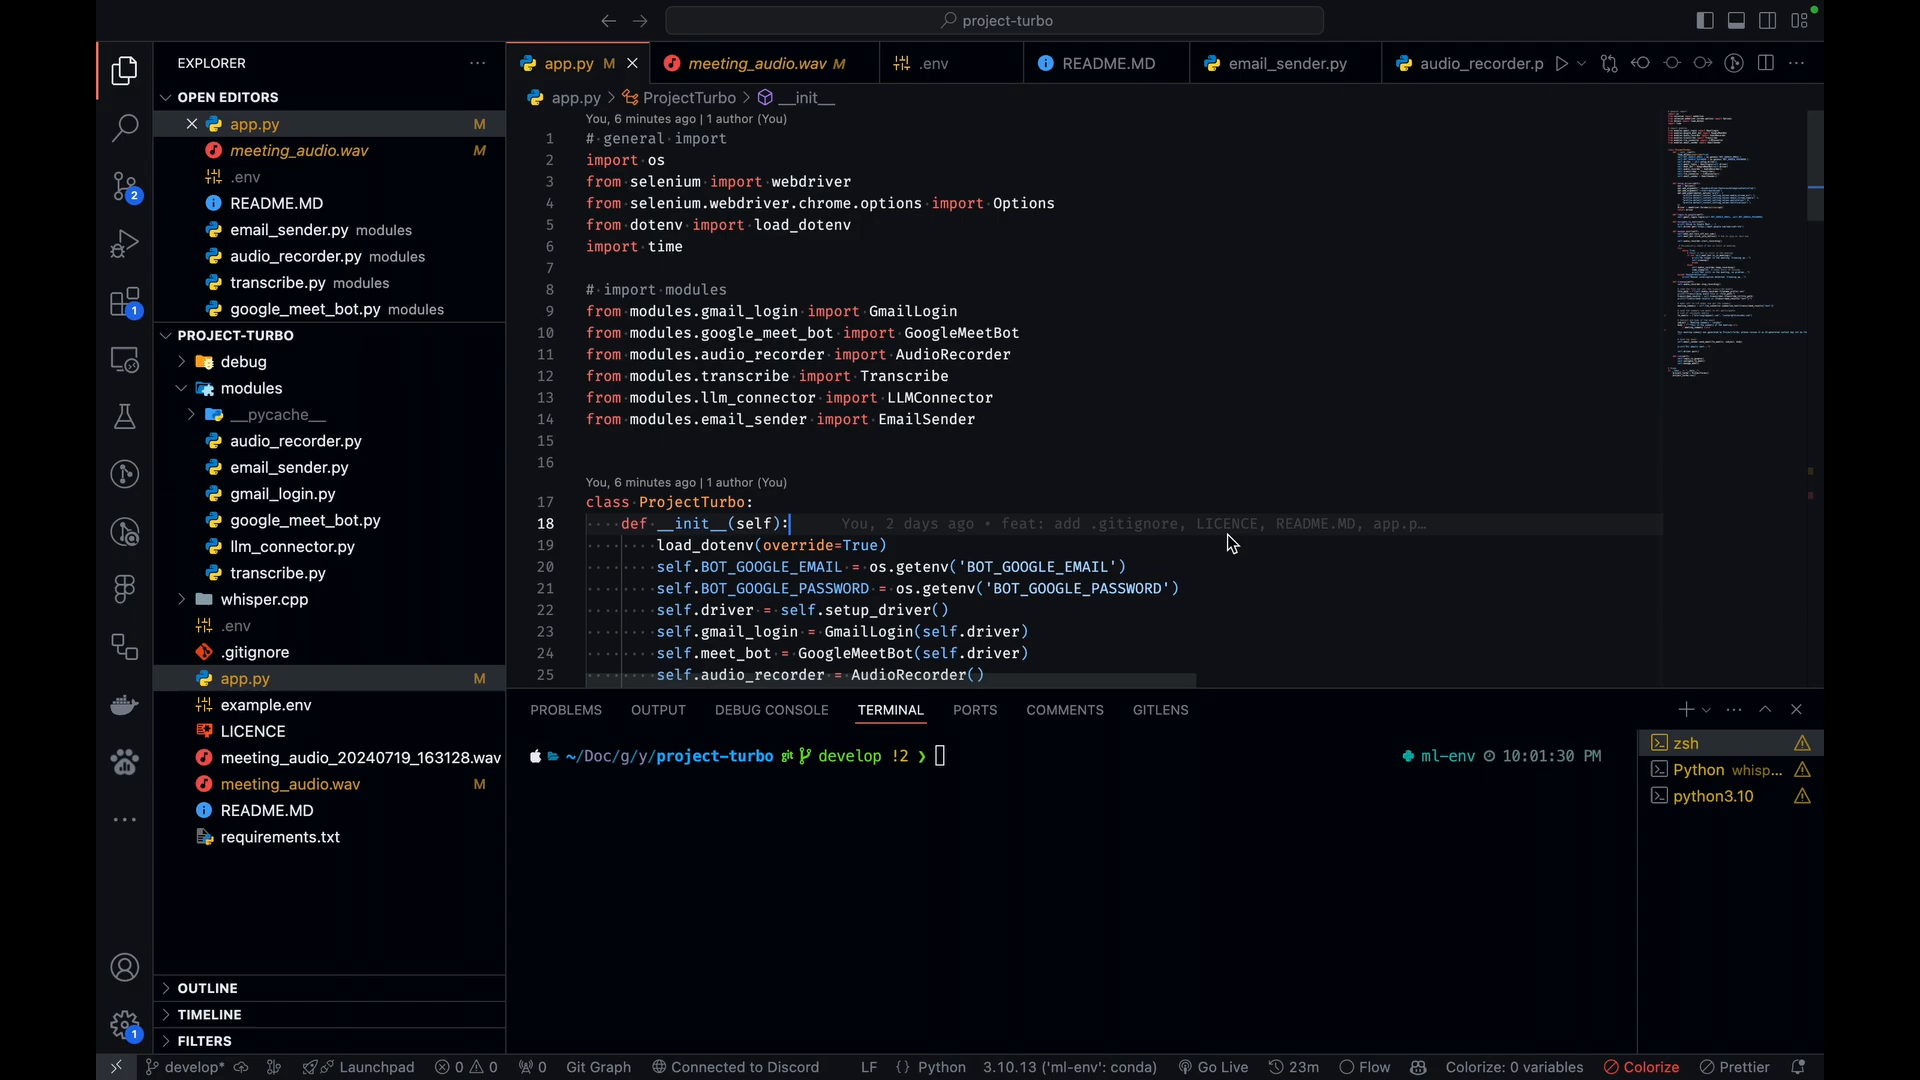 project-turbo
EXPLORER
OPEN EDITORS
app.py M
meeting_audio.wav M
.env
README.MD
email_sender.py modules
audio_recorder.py modules
transcribe.py modules
google_meet_bot.py modules
PROJECT-TURBO
debug
modules
__pycache__
audio_recorder.py
email_sender.py
gmail_login.py
google_meet_bot.py
llm_connector.py
transcribe.py
whisper.cpp
.env
.gitignore
app.py M
example.env
LICENCE
meeting_audio_20240719_163128.wav
meeting_audio.wav M
README.MD
requirements.txt
OUTLINE
TIMELINE
FILTERS
2
1
1
app.py M
meeting_audio.wav M
.env
README.MD
email_sender.py
audio_recorder.p
app.py > ProjectTurbo > __init__
You, 6 minutes ago | 1 author (You)
1 # general import
2 import os
3 from selenium import webdriver
4 from selenium.webdriver.chrome.options import Options
5 from dotenv import load_dotenv
6 import time
7
8 # import modules
9 from modules.gmail_login import GmailLogin
10 from modules.google_meet_bot import GoogleMeetBot
11 from modules.audio_recorder import AudioRecorder
12 from modules.transcribe import Transcribe
13 from modules.llm_connector import LLMConnector
14 from modules.email_sender import EmailSender
15
16
You, 6 minutes ago | 1 author (You)
17 class ProjectTurbo:
18 def __init__(self): You, 2 days ago • feat: add .gitignore, LICENCE, README.MD, app.p…
19 load_dotenv(override=True)
20 self.BOT_GOOGLE_EMAIL = os.getenv('BOT_GOOGLE_EMAIL')
21 self.BOT_GOOGLE_PASSWORD = os.getenv('BOT_GOOGLE_PASSWORD')
22 self.driver = self.setup_driver()
23 self.gmail_login = GmailLogin(self.driver)
24 self.meet_bot = GoogleMeetBot(self.driver)
25 self.audio_recorder = AudioRecorder()
PROBLEMS OUTPUT DEBUG CONSOLE TERMINAL PORTS COMMENTS GITLENS
~/Doc/g/y/project-turbo git develop !2 ❯ ml-env 10:01:30 PM
zsh
Python whisp...
python3.10
develop* Launchpad 0 0 0 Git Graph Connected to Discord LF {} Python 3.10.13 ('ml-env': conda) Go Live 23m Flow Colorize: 0 variables Colorize Prettier